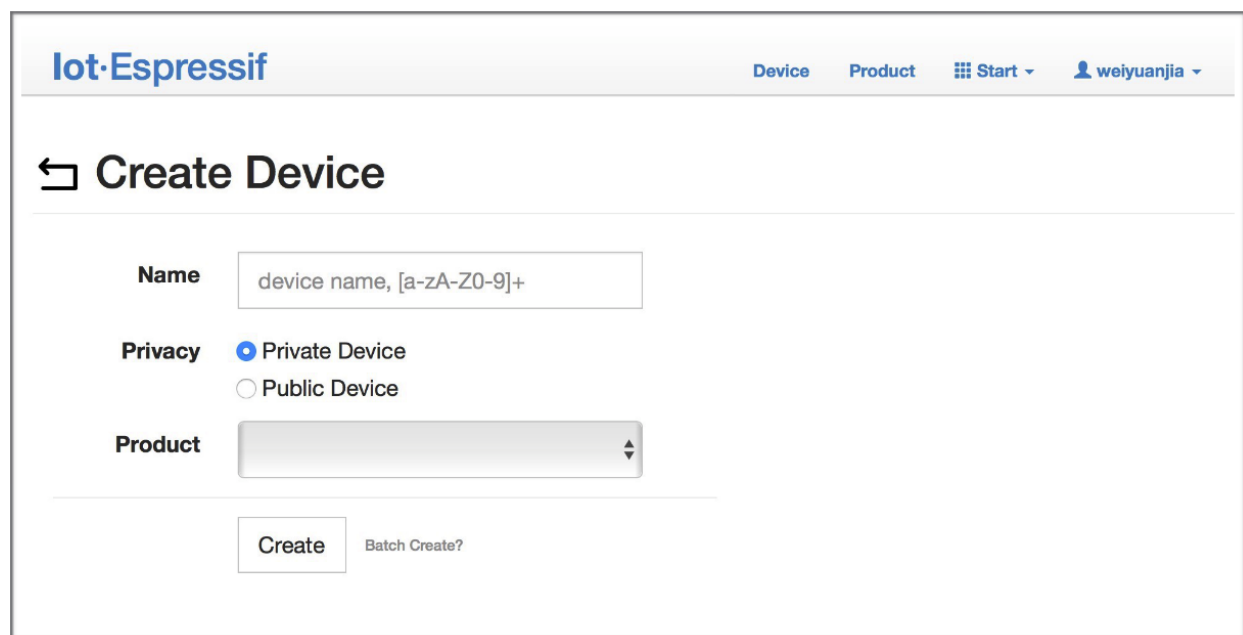 Iot·Espressif
Device Product Start weiyuanjia
Create Device
Name device name, [a-zA-Z0-9]+
Privacy Private Device
Public Device
Product
Create Batch Create?